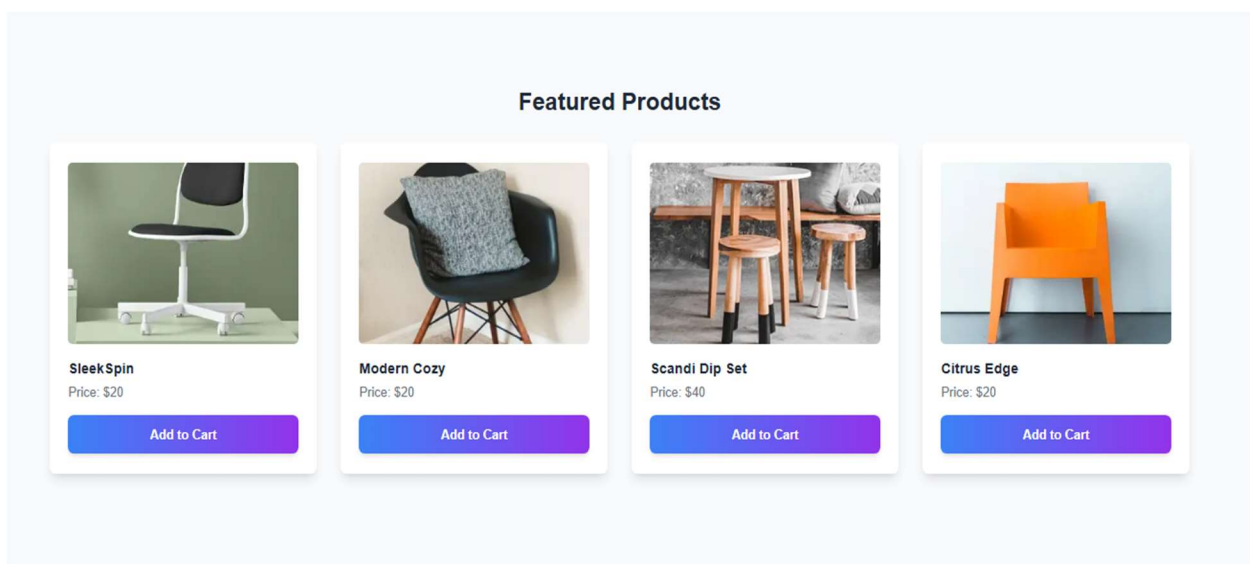 Featured Products
SleekSpin
Price: $20
Add to Cart
Modern Cozy
Price: $20
Add to Cart
Scandi Dip Set
Price: $40
Add to Cart
Citrus Edge
Price: $20
Add to Cart